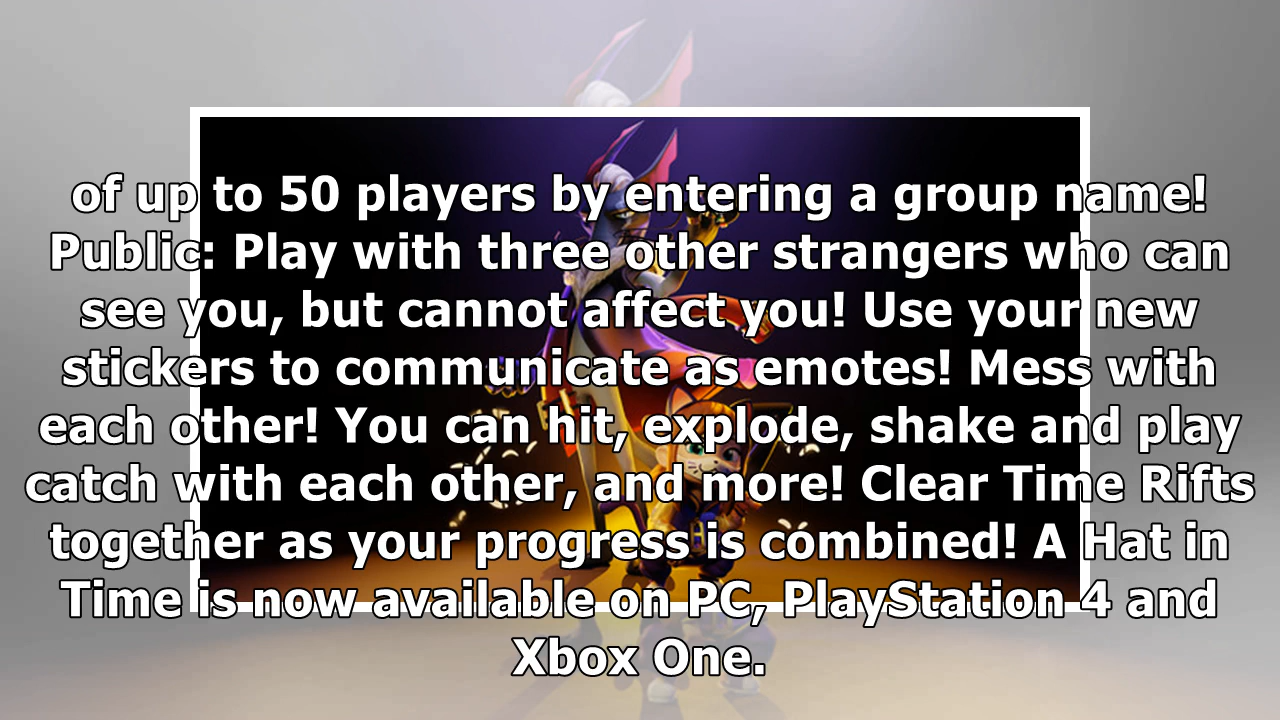 of up to 50 players by entering a group name!
Public: Play with three other strangers who can
see you, but cannot affect you! Use your new
stickers to communicate as emotes! Mess with
each other! You can hit, explode, shake and play
catch with each other, and more! Clear Time Rifts
together as your progress is combined! A Hat in
Time is now available on PC, PlayStation 4 and
Xbox One.